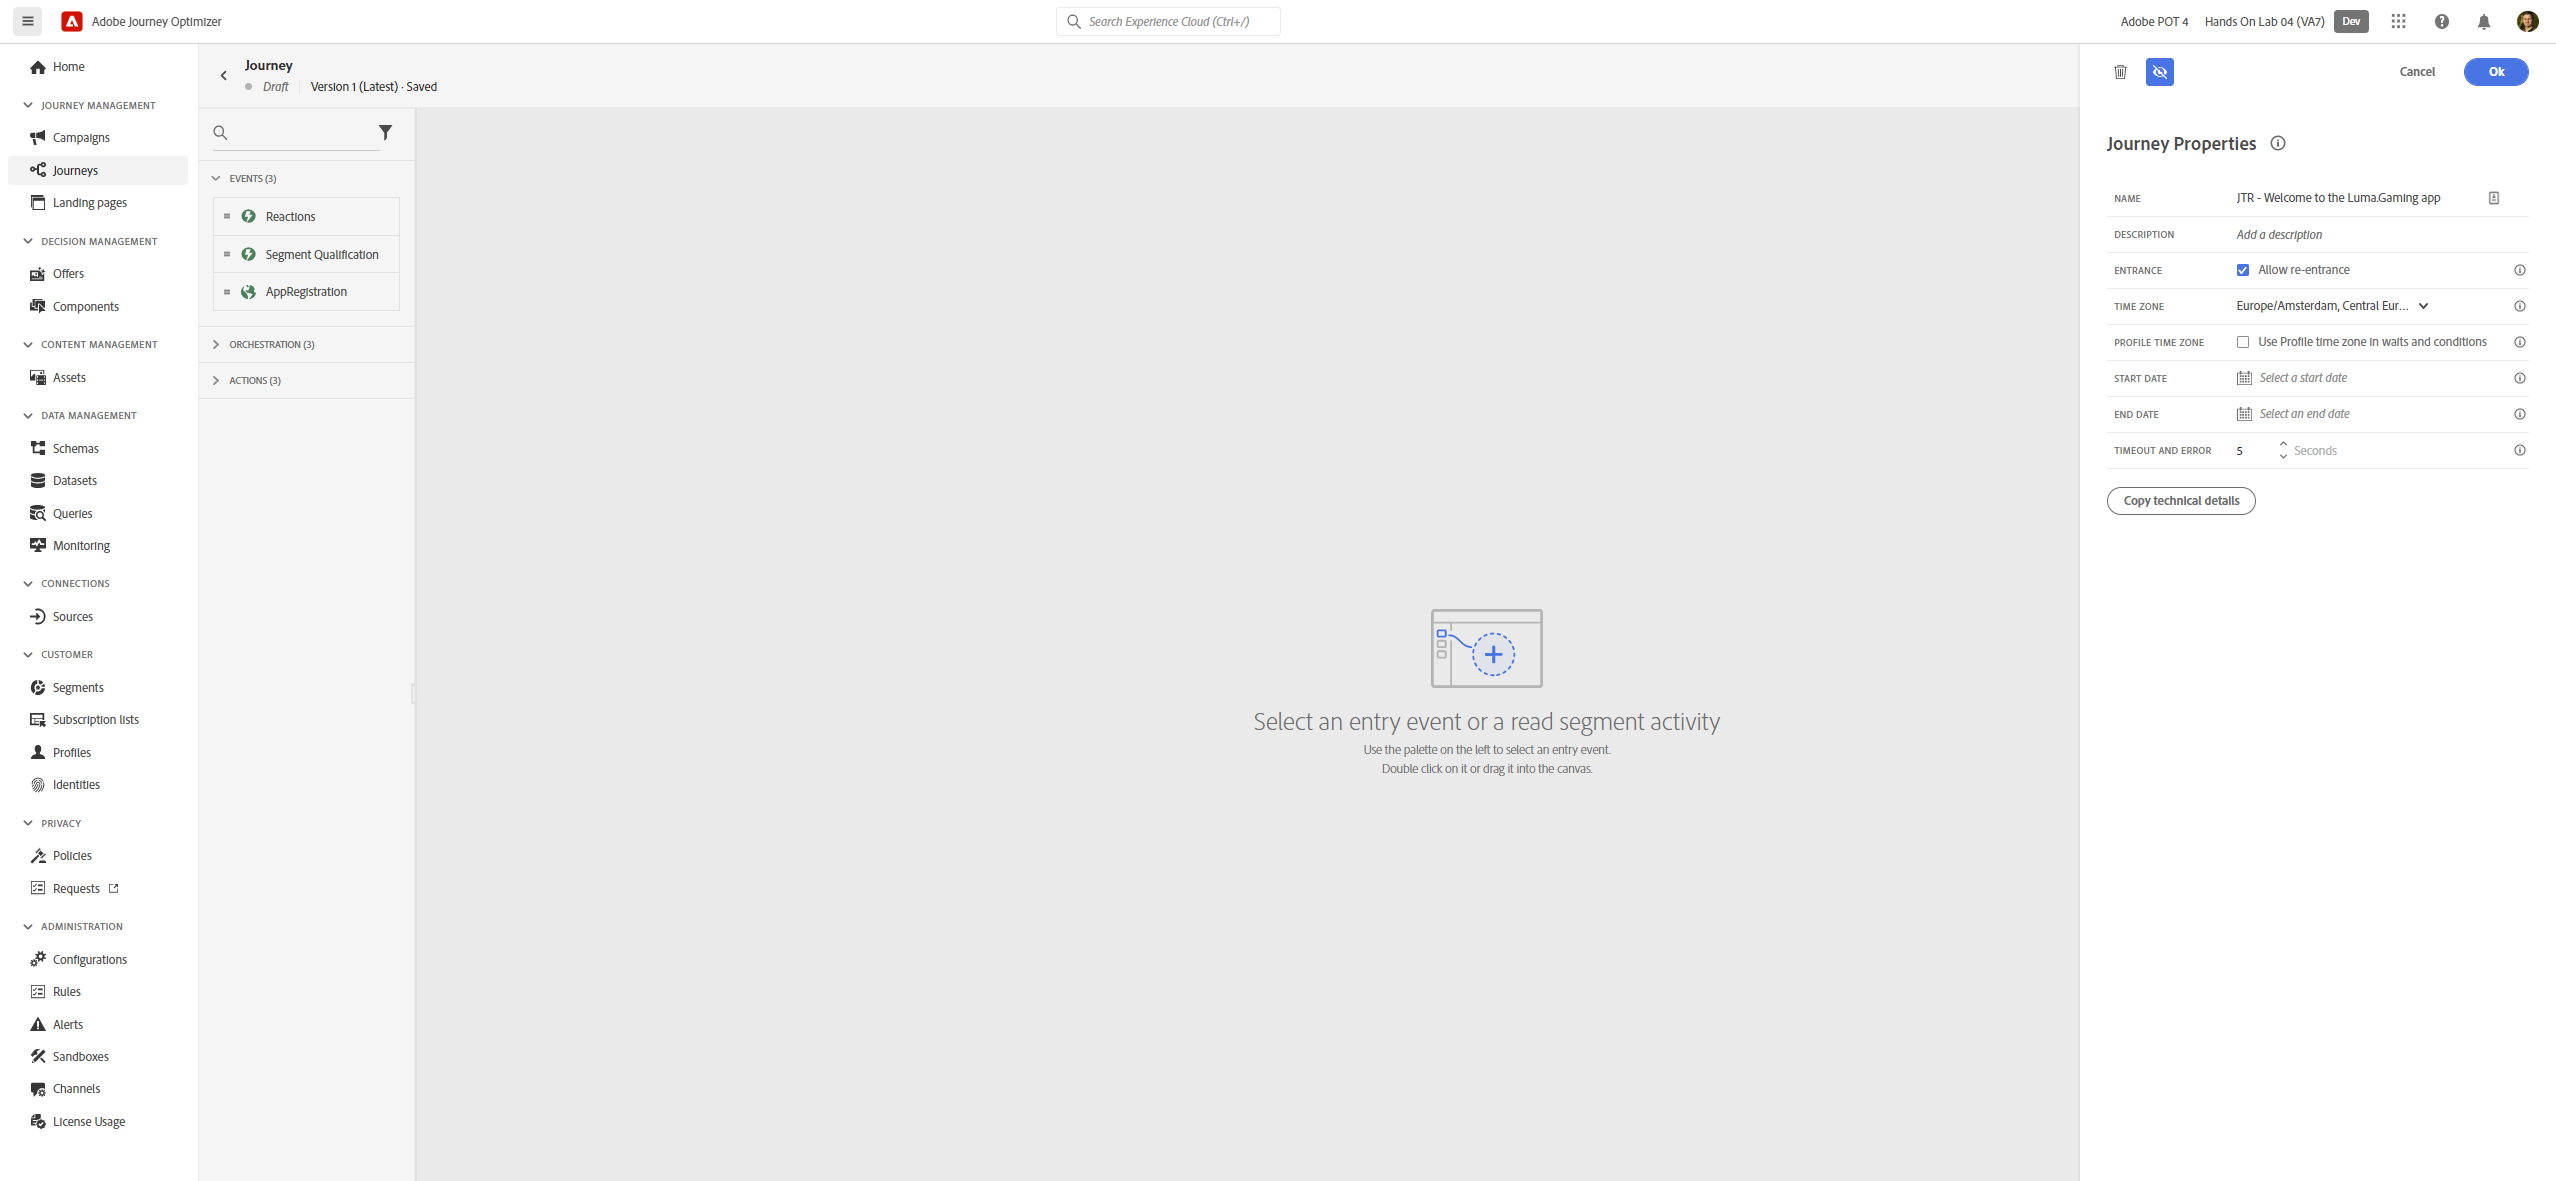 Adobe Journey Optimizer
Search Experience Cloud (Ctrl+/)
Adobe POT 4
Hands On Lab 04 (VA7)
Dev
Home
JOURNEY MANAGEMENT
Campaigns
Journeys
Landing pages
DECISION MANAGEMENT
Offers
Components
CONTENT MANAGEMENT
Assets
DATA MANAGEMENT
Schemas
Datasets
Queries
Monitoring
CONNECTIONS
Sources
CUSTOMER
Segments
Subscription lists
Profiles
Identities
PRIVACY
Policies
Requests
ADMINISTRATION
Configurations
Rules
Alerts
Sandboxes
Channels
License Usage
Journey
Draft
Version 1 (Latest) · Saved
EVENTS (3)
Reactions
Segment Qualification
AppRegistration
ORCHESTRATION (3)
ACTIONS (3)
Select an entry event or a read segment activity
Use the palette on the left to select an entry event.
Double click on it or drag it into the canvas.
Cancel
Ok
Journey Properties
NAME JTR - Welcome to the Luma.Gaming app
DESCRIPTION Add a description
ENTRANCE Allow re-entrance
TIME ZONE Europe/Amsterdam, Central Eur...
PROFILE TIME ZONE Use Profile time zone in waits and conditions
START DATE Select a start date
END DATE Select an end date
TIMEOUT AND ERROR 5 Seconds
Copy technical details